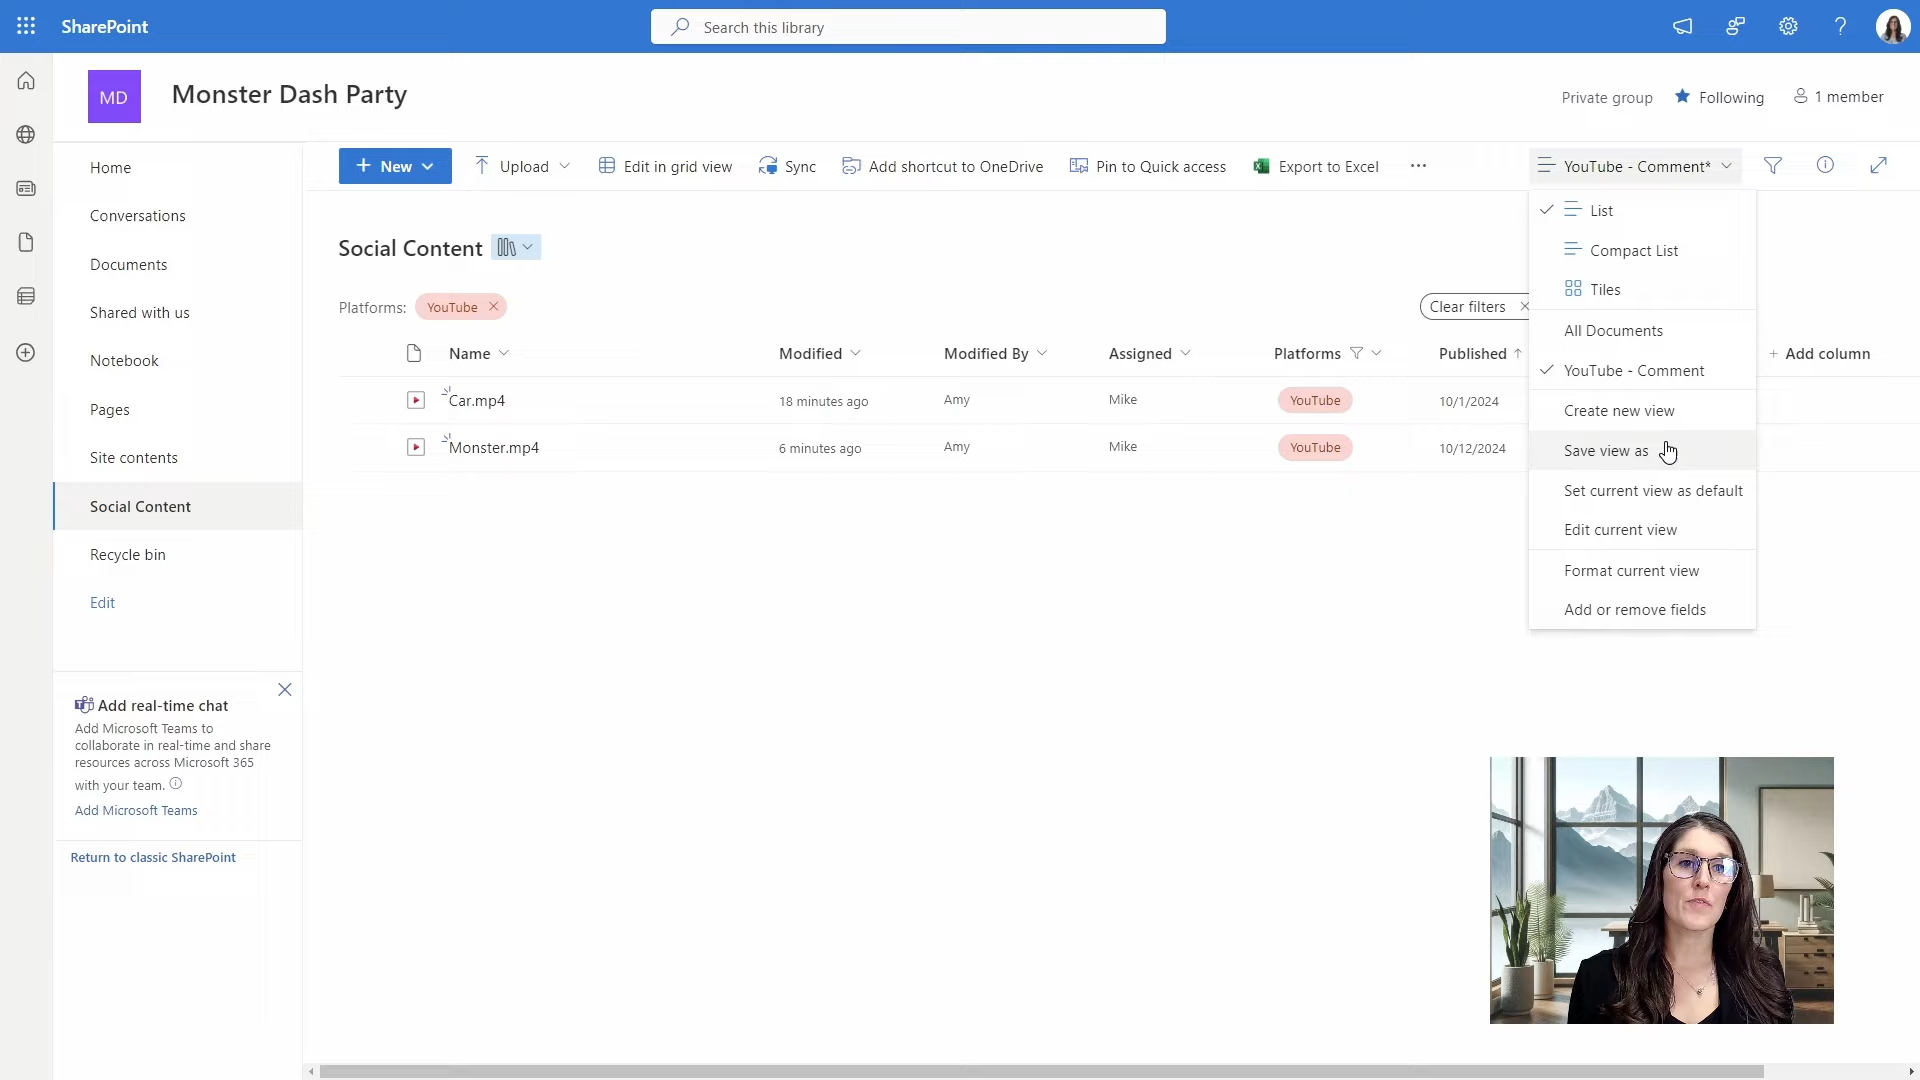 SharePoint
Search this library
MD
Monster Dash Party
Private group
Following
1 member
Home
Conversations
Documents
Shared with us
Notebook
Pages
Site contents
Social Content
Recycle bin
Edit
Add real-time chat
Add Microsoft Teams to
collaborate in real-time and share
resources across Microsoft 365
with your team.
Add Microsoft Teams
Return to classic SharePoint
+ New
Upload
Edit in grid view
Sync
Add shortcut to OneDrive
Pin to Quick access
Export to Excel
...
YouTube - Comment*
Social Content
Platforms: YouTube
Clear filters
Name Modified Modified By Assigned Platforms Published + Add column
Car.mp4 18 minutes ago Amy Mike YouTube 10/1/2024
Monster.mp4 6 minutes ago Amy Mike YouTube 10/12/2024
List
Compact List
Tiles
All Documents
YouTube - Comment
Create new view
Save view as
Set current view as default
Edit current view
Format current view
Add or remove fields